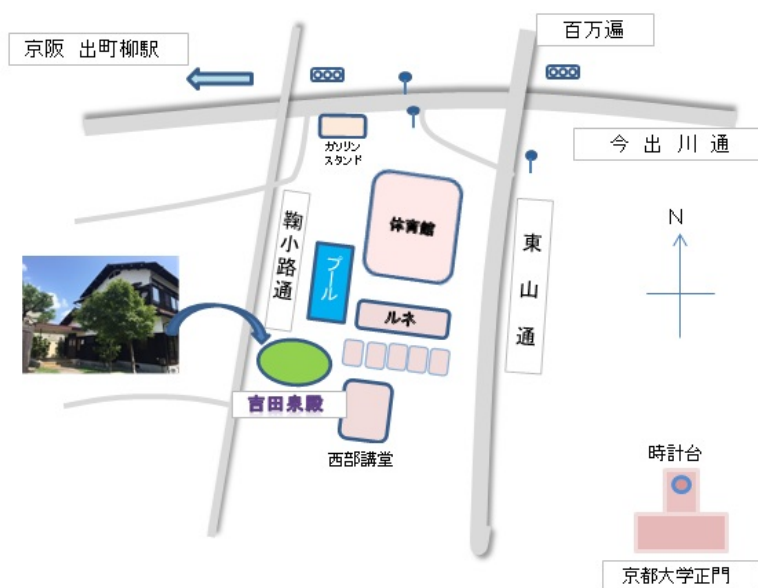 百万遍
京阪 出町柳駅
今 出 川 通
ガソリン
スタンド
体育館
鞠小路通
プール
東山通
N
ルネ
吉田泉殿
西部講堂
時計台
京都大学正門